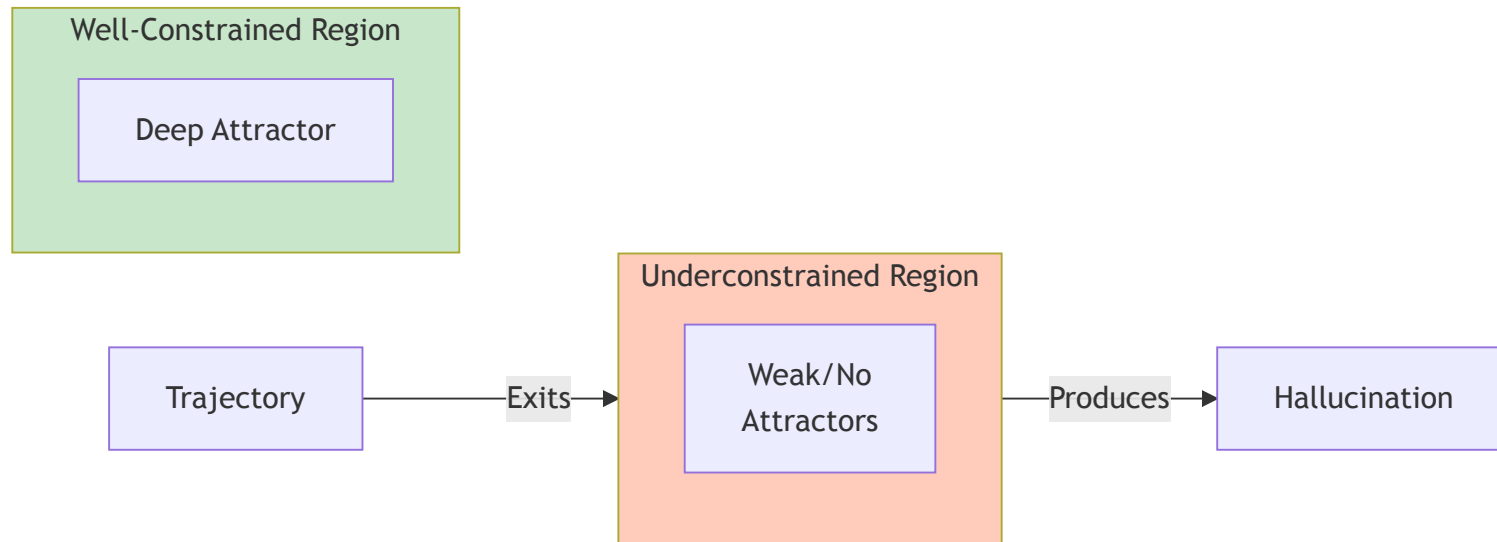 Well-Constrained Region
Deep Attractor
Underconstrained Region
Trajectory
Exits
Weak/No
Attractors
Produces
Hallucination